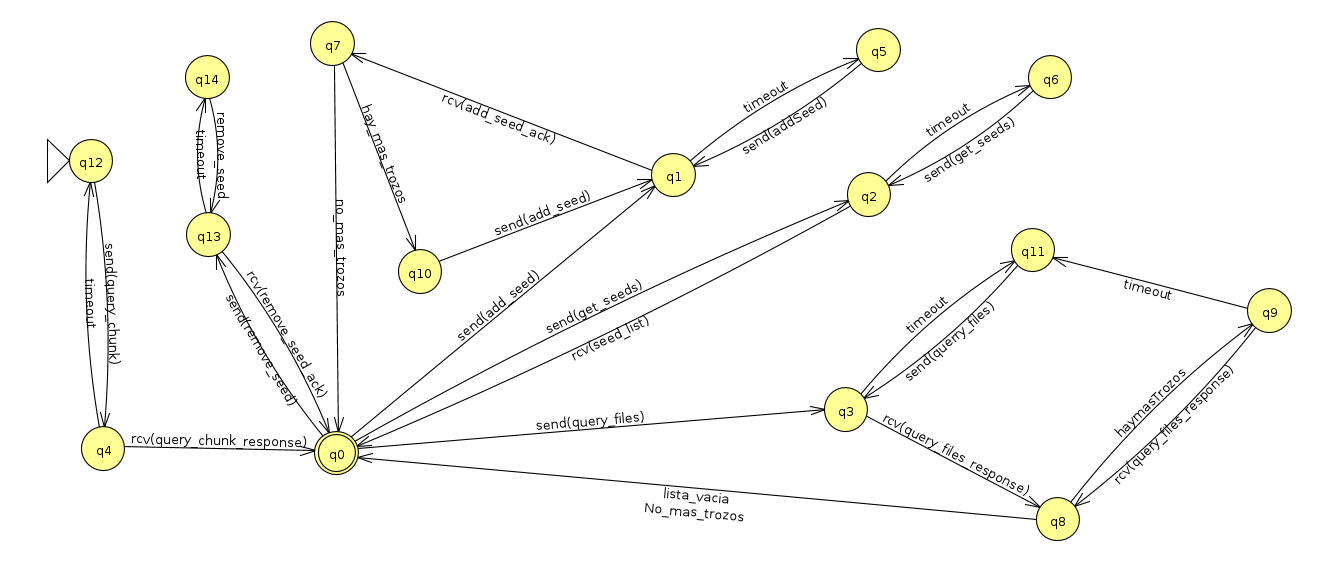 q7
q5
q14
q6
timeout
rcv(add_seed_ack)
hay_mas_trozos
send(addSeed)
timeout
remove_seed
timeout
send(get_seeds)
q12
q1
q2
send(add_seed)
no_mas_trozos
q13
q10
q11
send(query_chunk)
timeout
rcv(remove_seed_ack)
send(remove_seed)
send(add_seed)
send(get_seeds)
rcv(seed_list)
timeout
send(querry_files)
timeout
q9
haymasTrozos
rcv(query_files_response)
q3
send(query_files)
rcv(query_files_response)
q4
rcv(query_chunk_response)
q0
lista_vacia
No_mas_trozos
q8